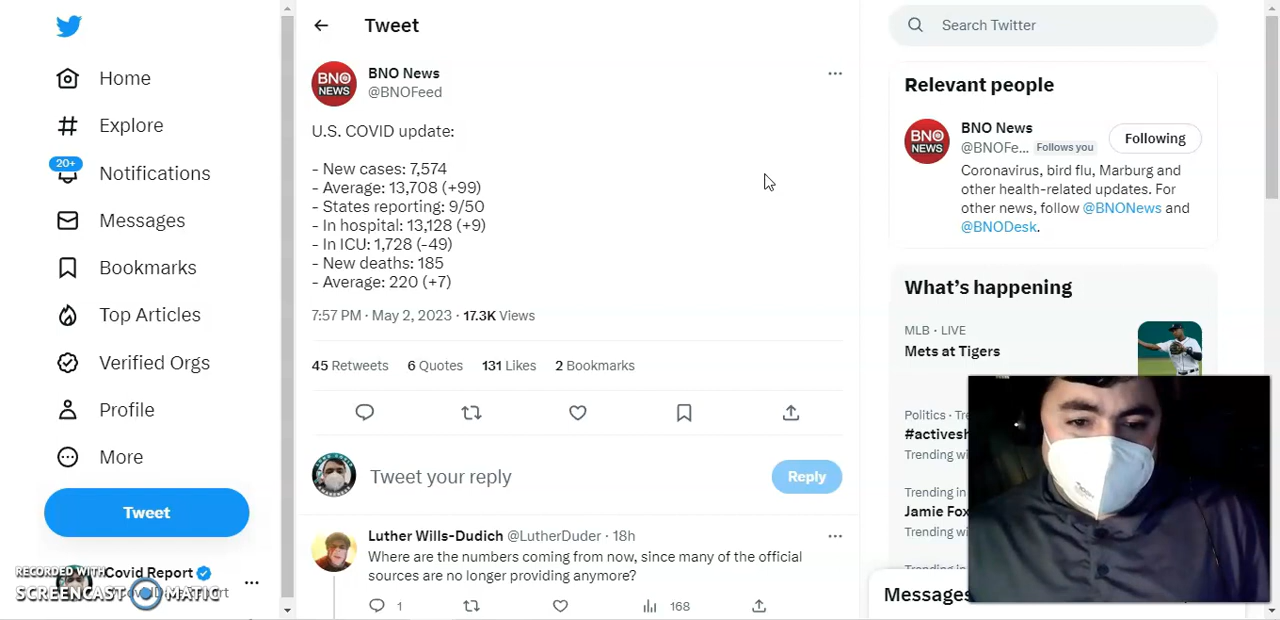 Home
Explore
20+
Notifications
Messages
Bookmarks
Top Articles
Verified Orgs
Profile
More
Tweet
RECORDED WITH
SCREENCAST MATIC
Covid Report
Tweet
BNO NEWS
BNO News
@BNOFeed
U.S. COVID update:
- New cases: 7,574
- Average: 13,708 (+99)
- States reporting: 9/50
- In hospital: 13,128 (+9)
- In ICU: 1,728 (-49)
- New deaths: 185
- Average: 220 (+7)
7:57 PM · May 2, 2023 · 17.3K Views
45 Retweets 6 Quotes 131 Likes 2 Bookmarks
Tweet your reply
Reply
Luther Wills-Dudich @LutherDuder · 18h
Where are the numbers coming from now, since many of the official
sources are no longer providing anymore?
1 168
Search Twitter
Relevant people
BNO NEWS
BNO News
@BNOFe... Follows you
Following
Coronavirus, bird flu, Marburg and
other health-related updates. For
other news, follow @BNONews and
@BNODesk.
What's happening
MLB · LIVE
Mets at Tigers
Politics ·
#activesh
Trending
Trending in
Jamie Fox
Trending
Trending in
Messages